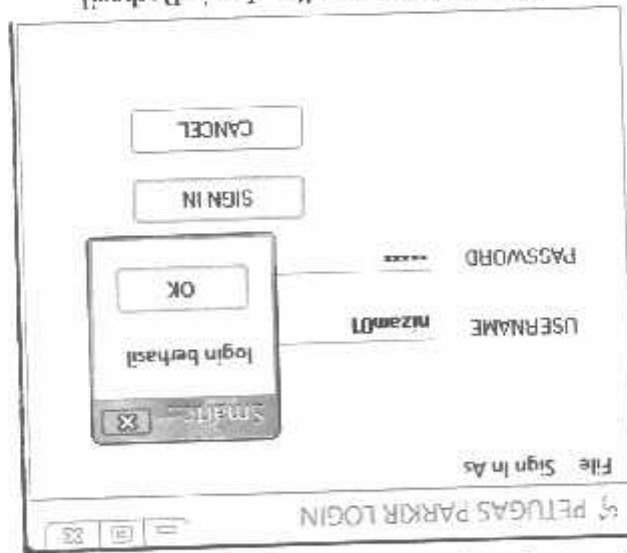 PETUGAS PARKIR LOGIN
File Sign In As
USERNAME nizam01
PASSWORD *****
login berhasil
OK
SIGN IN
CANCEL